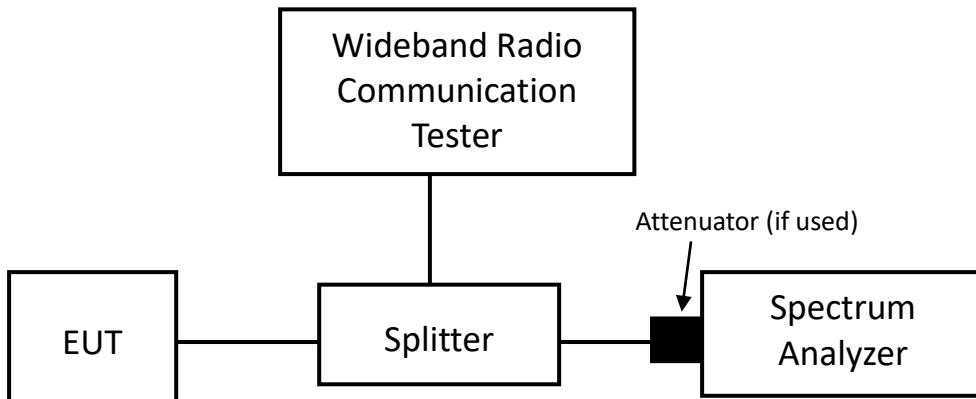 Wideband Radio
Communication
Tester
Attenuator (if used)
EUT
Splitter
Spectrum
Analyzer